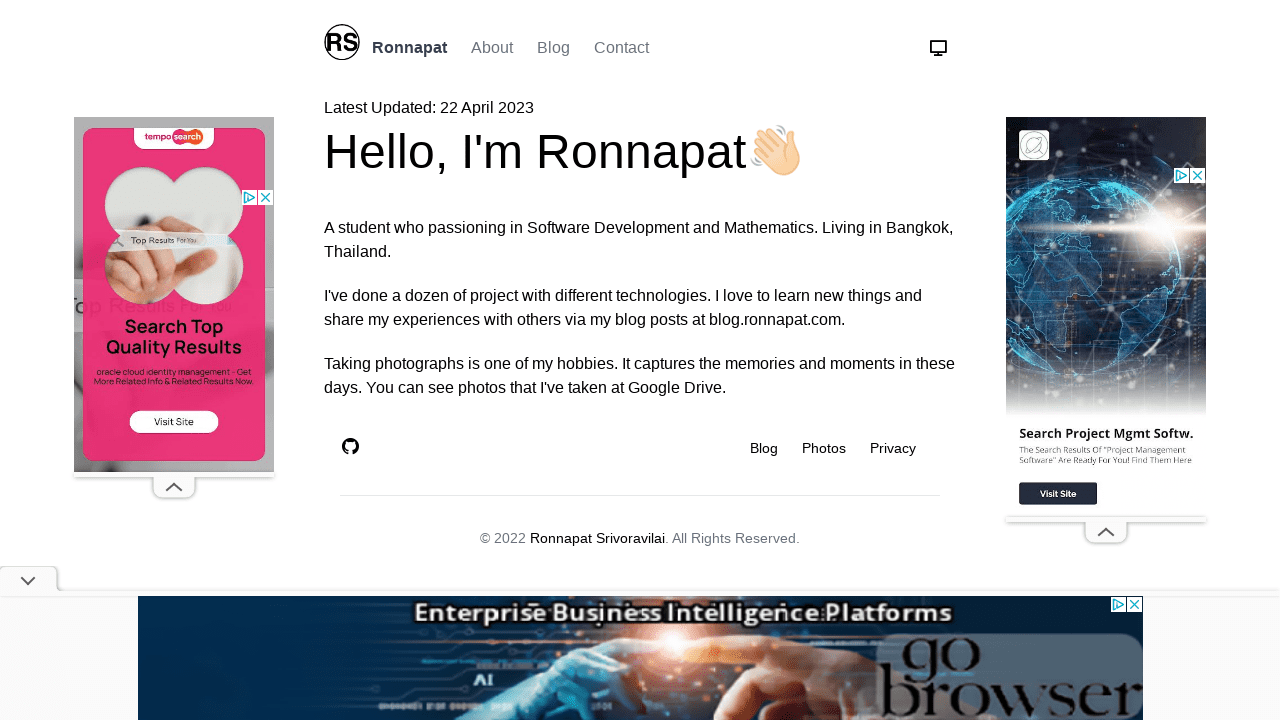 RS
Ronnapat
About
Blog
Contact
Latest Updated: 22 April 2023
Hello, I'm Ronnapat👋🏼
A student who passioning in Software Development and Mathematics. Living in Bangkok,
Thailand.
I've done a dozen of project with different technologies. I love to learn new things and
share my experiences with others via my blog posts at blog.ronnapat.com.
Taking photographs is one of my hobbies. It captures the memories and moments in these
days. You can see photos that I've taken at Google Drive.
Blog
Photos
Privacy
© 2022 Ronnapat Srivoravilai. All Rights Reserved.
temposearch
Top Results For You.
Top Results For You
Search Top
Quality Results
oracle cloud identity management - Get
More Related Info & Related Results Now.
Visit Site
Search Project Mgmt Softw.
The Search Results Of "Project Management
Software" Are Ready For You! Find Them Here
Visit Site
Enterprise Business Intelligence Platforms
AI
go
browser